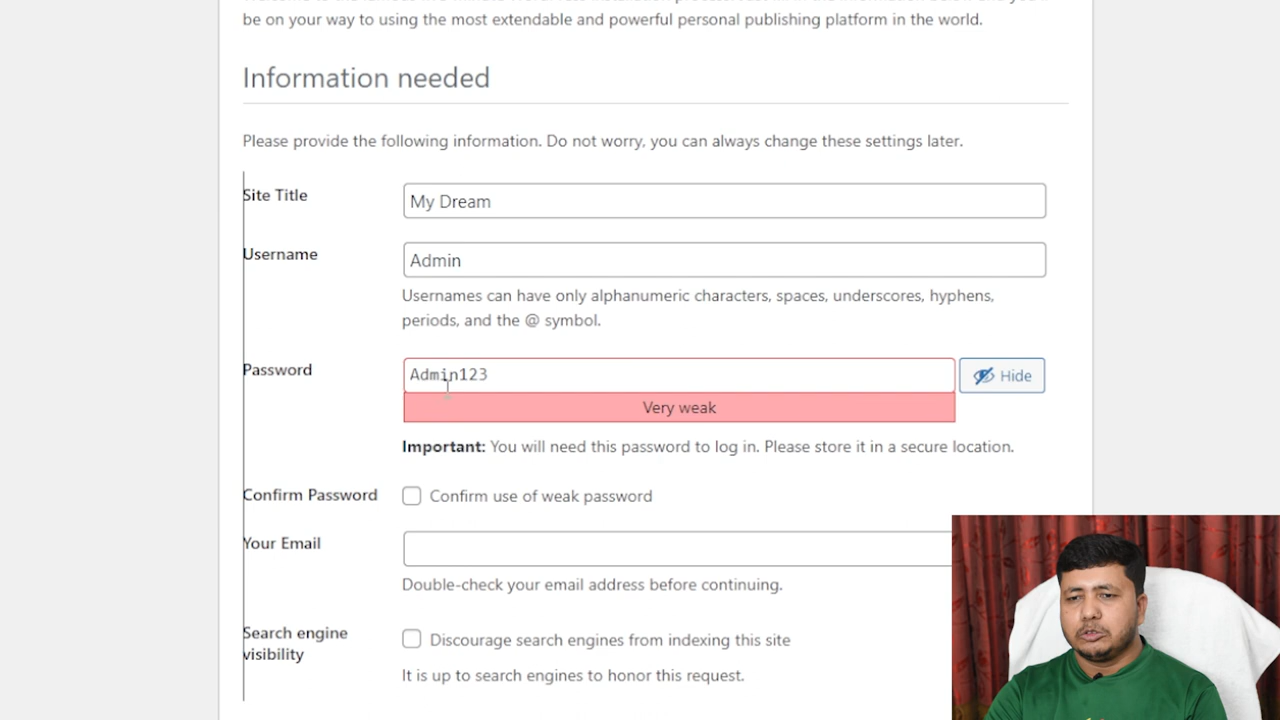 be on your way to using the most extendable and powerful personal publishing platform in the world.
Information needed
Please provide the following information. Do not worry, you can always change these settings later.
Site Title
My Dream
Username
Admin
Usernames can have only alphanumeric characters, spaces, underscores, hyphens,
periods, and the @ symbol.
Password
Admin123
Hide
Very weak
Important: You will need this password to log in. Please store it in a secure location.
Confirm Password
Confirm use of weak password
Your Email
Double-check your email address before continuing.
Search engine
visibility
Discourage search engines from indexing this site
It is up to search engines to honor this request.